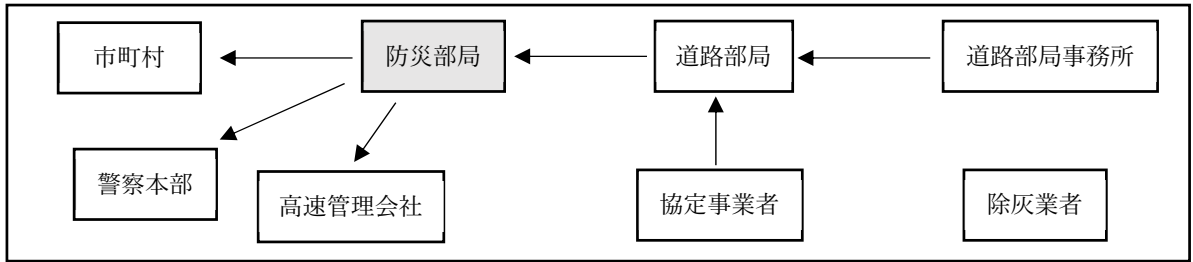 市町村
防災部局
道路部局
道路部局事務所
警察本部
高速管理会社
協定事業者
除灰業者